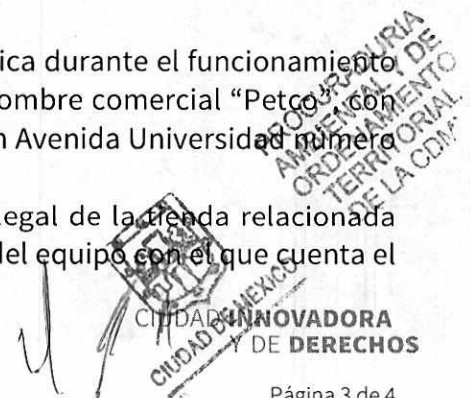 ica durante el funcionamiento
ombre comercial “Petco”, con
n Avenida Universidad número
egal de la tienda relacionada
del equipo con el que cuenta el
PROCURADURIA
AMBIENTAL Y DE
ORDENAMIENTO
TERRITORIAL
DE LA CDMX
CIUDAD DE MEXICO
CIUDAD INNOVADORA
Y DE DERECHOS
Página 3 de 4